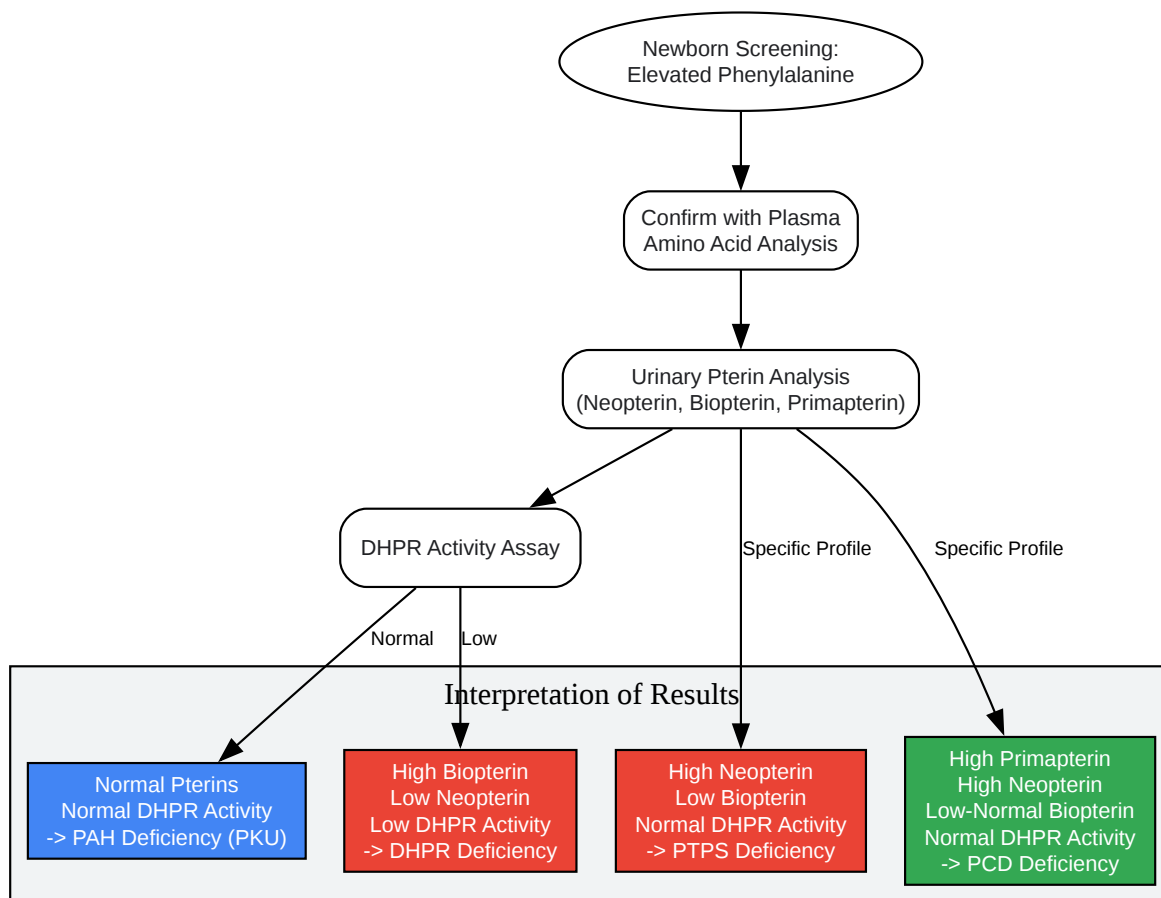 Newborn Screening:
Elevated Phenylalanine
Confirm with Plasma
Amino Acid Analysis
Urinary Pterin Analysis
(Neopterin, Biopterin, Primapterin)
DHPR Activity Assay
Specific Profile
Specific Profile
Normal
Low
Interpretation of Results
Normal Pterins
Normal DHPR Activity
-> PAH Deficiency (PKU)
High Biopterin
Low Neopterin
Low DHPR Activity
-> DHPR Deficiency
High Neopterin
Low Biopterin
Normal DHPR Activity
-> PTPS Deficiency
High Primapterin
High Neopterin
Low-Normal Biopterin
Normal DHPR Activity
-> PCD Deficiency